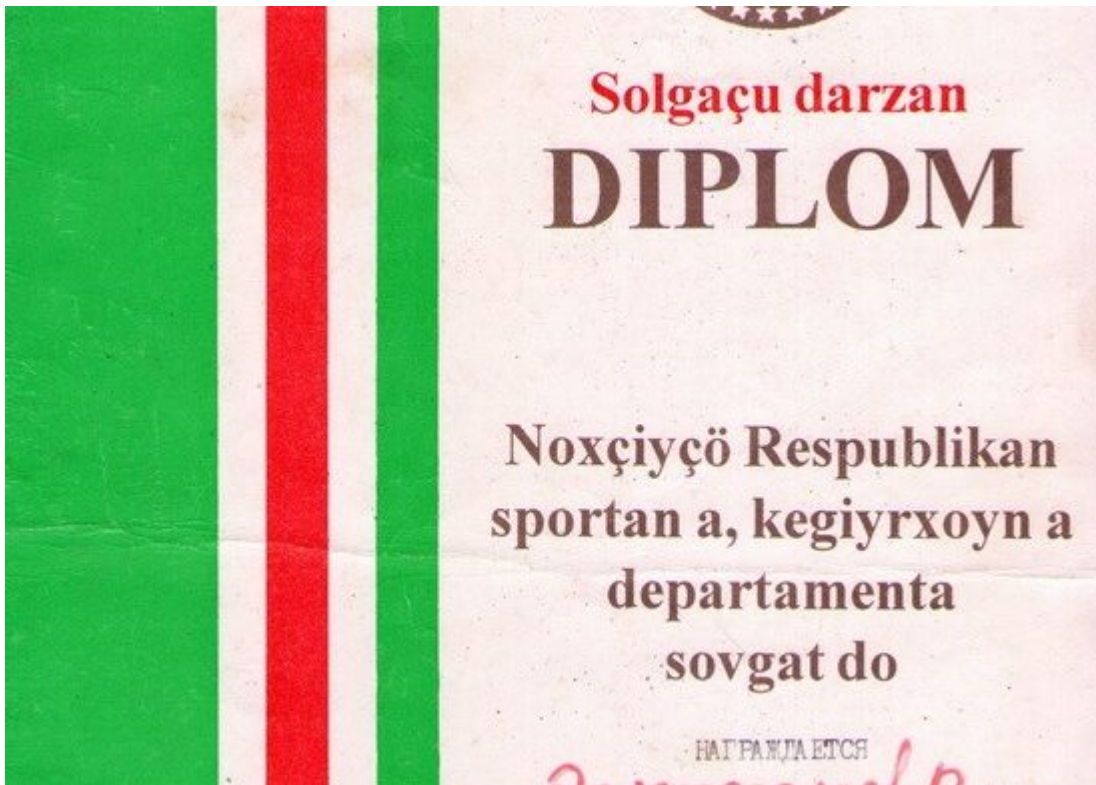 Solgaçu darzan
DIPLOM
Noxçiyçö Respublikan
sportan a, kegiyrxoyn a
departamenta
sovgat do
НАГРАЖДАЕТСЯ